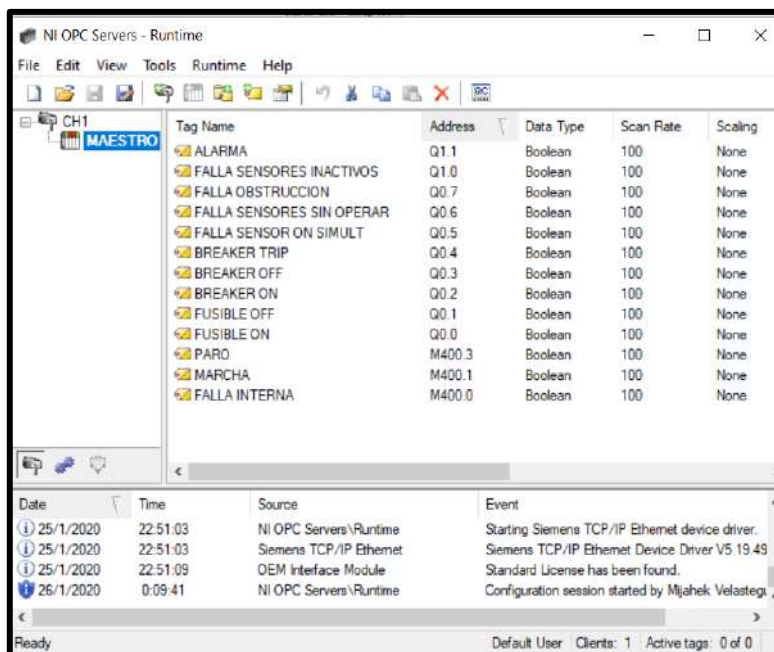 NI OPC Servers - Runtime
File Edit View Tools Runtime Help
CH1
MAESTRO
Tag Name Address Data Type Scan Rate Scaling
ALARMA Q1.1 Boolean 100 None
FALLA SENSORES INACTIVOS Q1.0 Boolean 100 None
FALLA OBSTRUCCION Q0.7 Boolean 100 None
FALLA SENSORES SIN OPERAR Q0.6 Boolean 100 None
FALLA SENSOR ON SIMULT Q0.5 Boolean 100 None
BREAKER TRIP Q0.4 Boolean 100 None
BREAKER OFF Q0.3 Boolean 100 None
BREAKER ON Q0.2 Boolean 100 None
FUSIBLE OFF Q0.1 Boolean 100 None
FUSIBLE ON Q0.0 Boolean 100 None
PARO M400.3 Boolean 100 None
MARCHA M400.1 Boolean 100 None
FALLA INTERNA M400.0 Boolean 100 None
Date Time Source Event
25/1/2020 22:51:03 NI OPC Servers\Runtime Starting Siemens TCP/IP Ethernet device driver.
25/1/2020 22:51:03 Siemens TCP/IP Ethernet Siemens TCP/IP Ethernet Device Driver V5.19.49
25/1/2020 22:51:09 OEM Interface Module Standard License has been found.
26/1/2020 0:09:41 NI OPC Servers\Runtime Configuration session started by Mijahek
Ready Default User Clients: 1 Active tags: 0 of 0